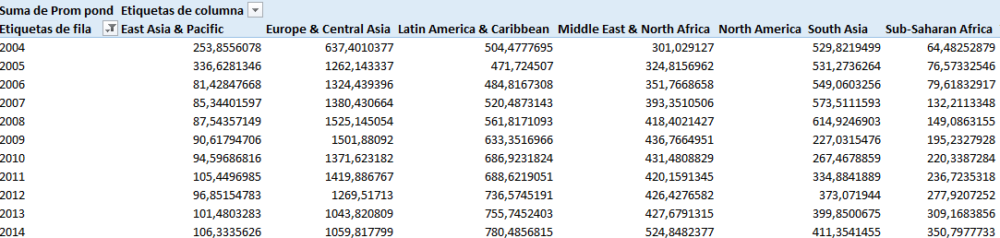 Suma de Prom pond Etiquetas de columna
Etiquetas de fila East Asia & Pacific Europe & Central Asia Latin America & Caribbean Middle East & North Africa North America South Asia Sub-Saharan Africa
2004 253,8556078 637,4010377 504,4777695 301,029127 529,8219499 64,48252879
2005 336,6281346 1262,143337 471,724507 324,8156962 531,2736264 76,57332546
2006 81,42847668 1324,439396 484,8167308 351,7668658 549,0603256 79,61832917
2007 85,34401597 1380,430664 520,4873143 393,3510506 573,5111593 132,2113348
2008 87,54357149 1525,145054 561,8171093 418,4021427 614,9246903 149,0863155
2009 90,61794706 1501,88092 633,3516966 436,7664951 227,0315476 195,2327928
2010 94,59686816 1371,623182 686,9231824 431,4808829 267,4678859 220,3387284
2011 105,4496985 1419,886767 688,6219051 420,1591345 334,8841889 236,7235318
2012 96,85154783 1269,51713 736,5745191 426,4276582 373,071944 277,9207252
2013 101,4803283 1043,820809 755,7452403 427,6791315 399,8500675 309,1683856
2014 106,3335626 1059,817799 780,4856815 524,8482377 411,3541455 350,7977733